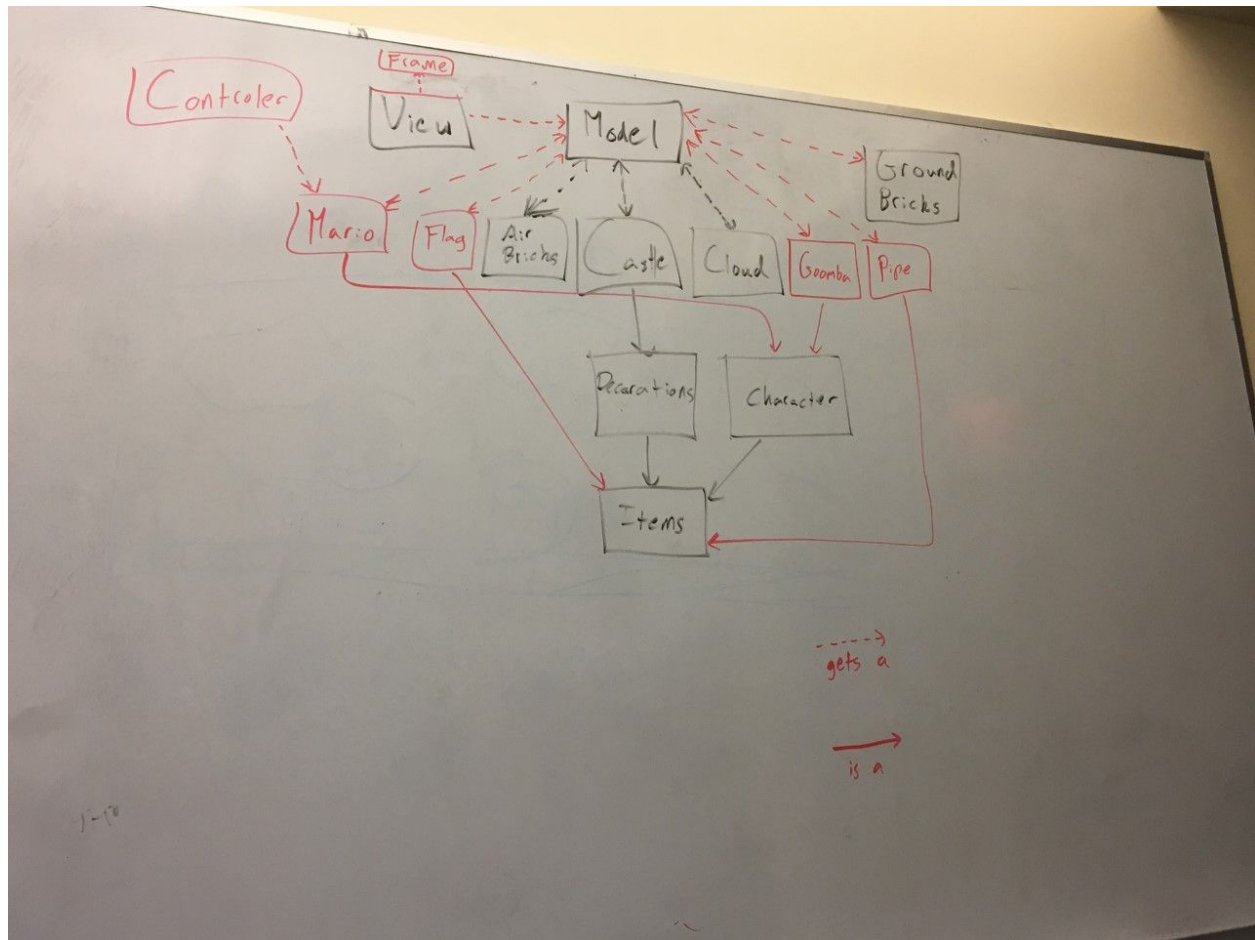 Frame
Controler
View
Model
Ground
Bricks
Mario
Flag
Air
Bricks
Castle
Cloud
Goomba
Pipe
Decorations
Character
Items
gets a
is a